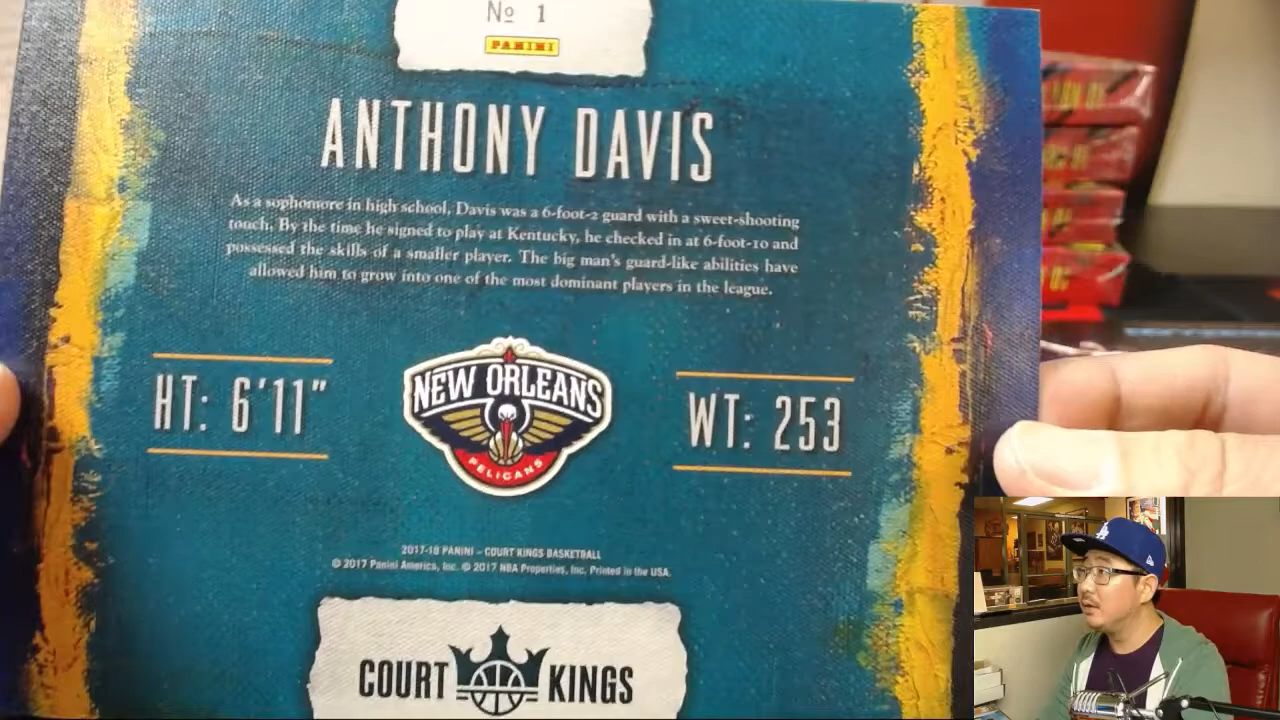 No 1
PANINI
ANTHONY DAVIS
As a sophomore in high school, Davis was a 6-foot-2 guard with a sweet-shooting
touch. By the time he signed to play at Kentucky, he checked in at 6-foot-10 and
possessed the skills of a smaller player. The big man's guard-like abilities have
allowed him to grow into one of the most dominant players in the league.
HT: 6'11"
NEW ORLEANS
PELICANS
WT: 253
2017-18 PANINI – COURT KINGS BASKETBALL
© 2017 Panini America, Inc. © 2017 NBA Properties, Inc. Printed in the USA.
COURT KINGS